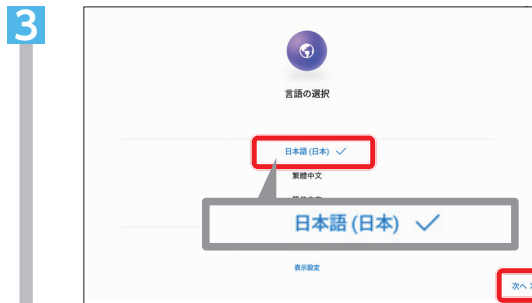 3
言語の選択
日本語 (日本) ✓
繁體中文
日本語 (日本) ✓
表示設定
次へ